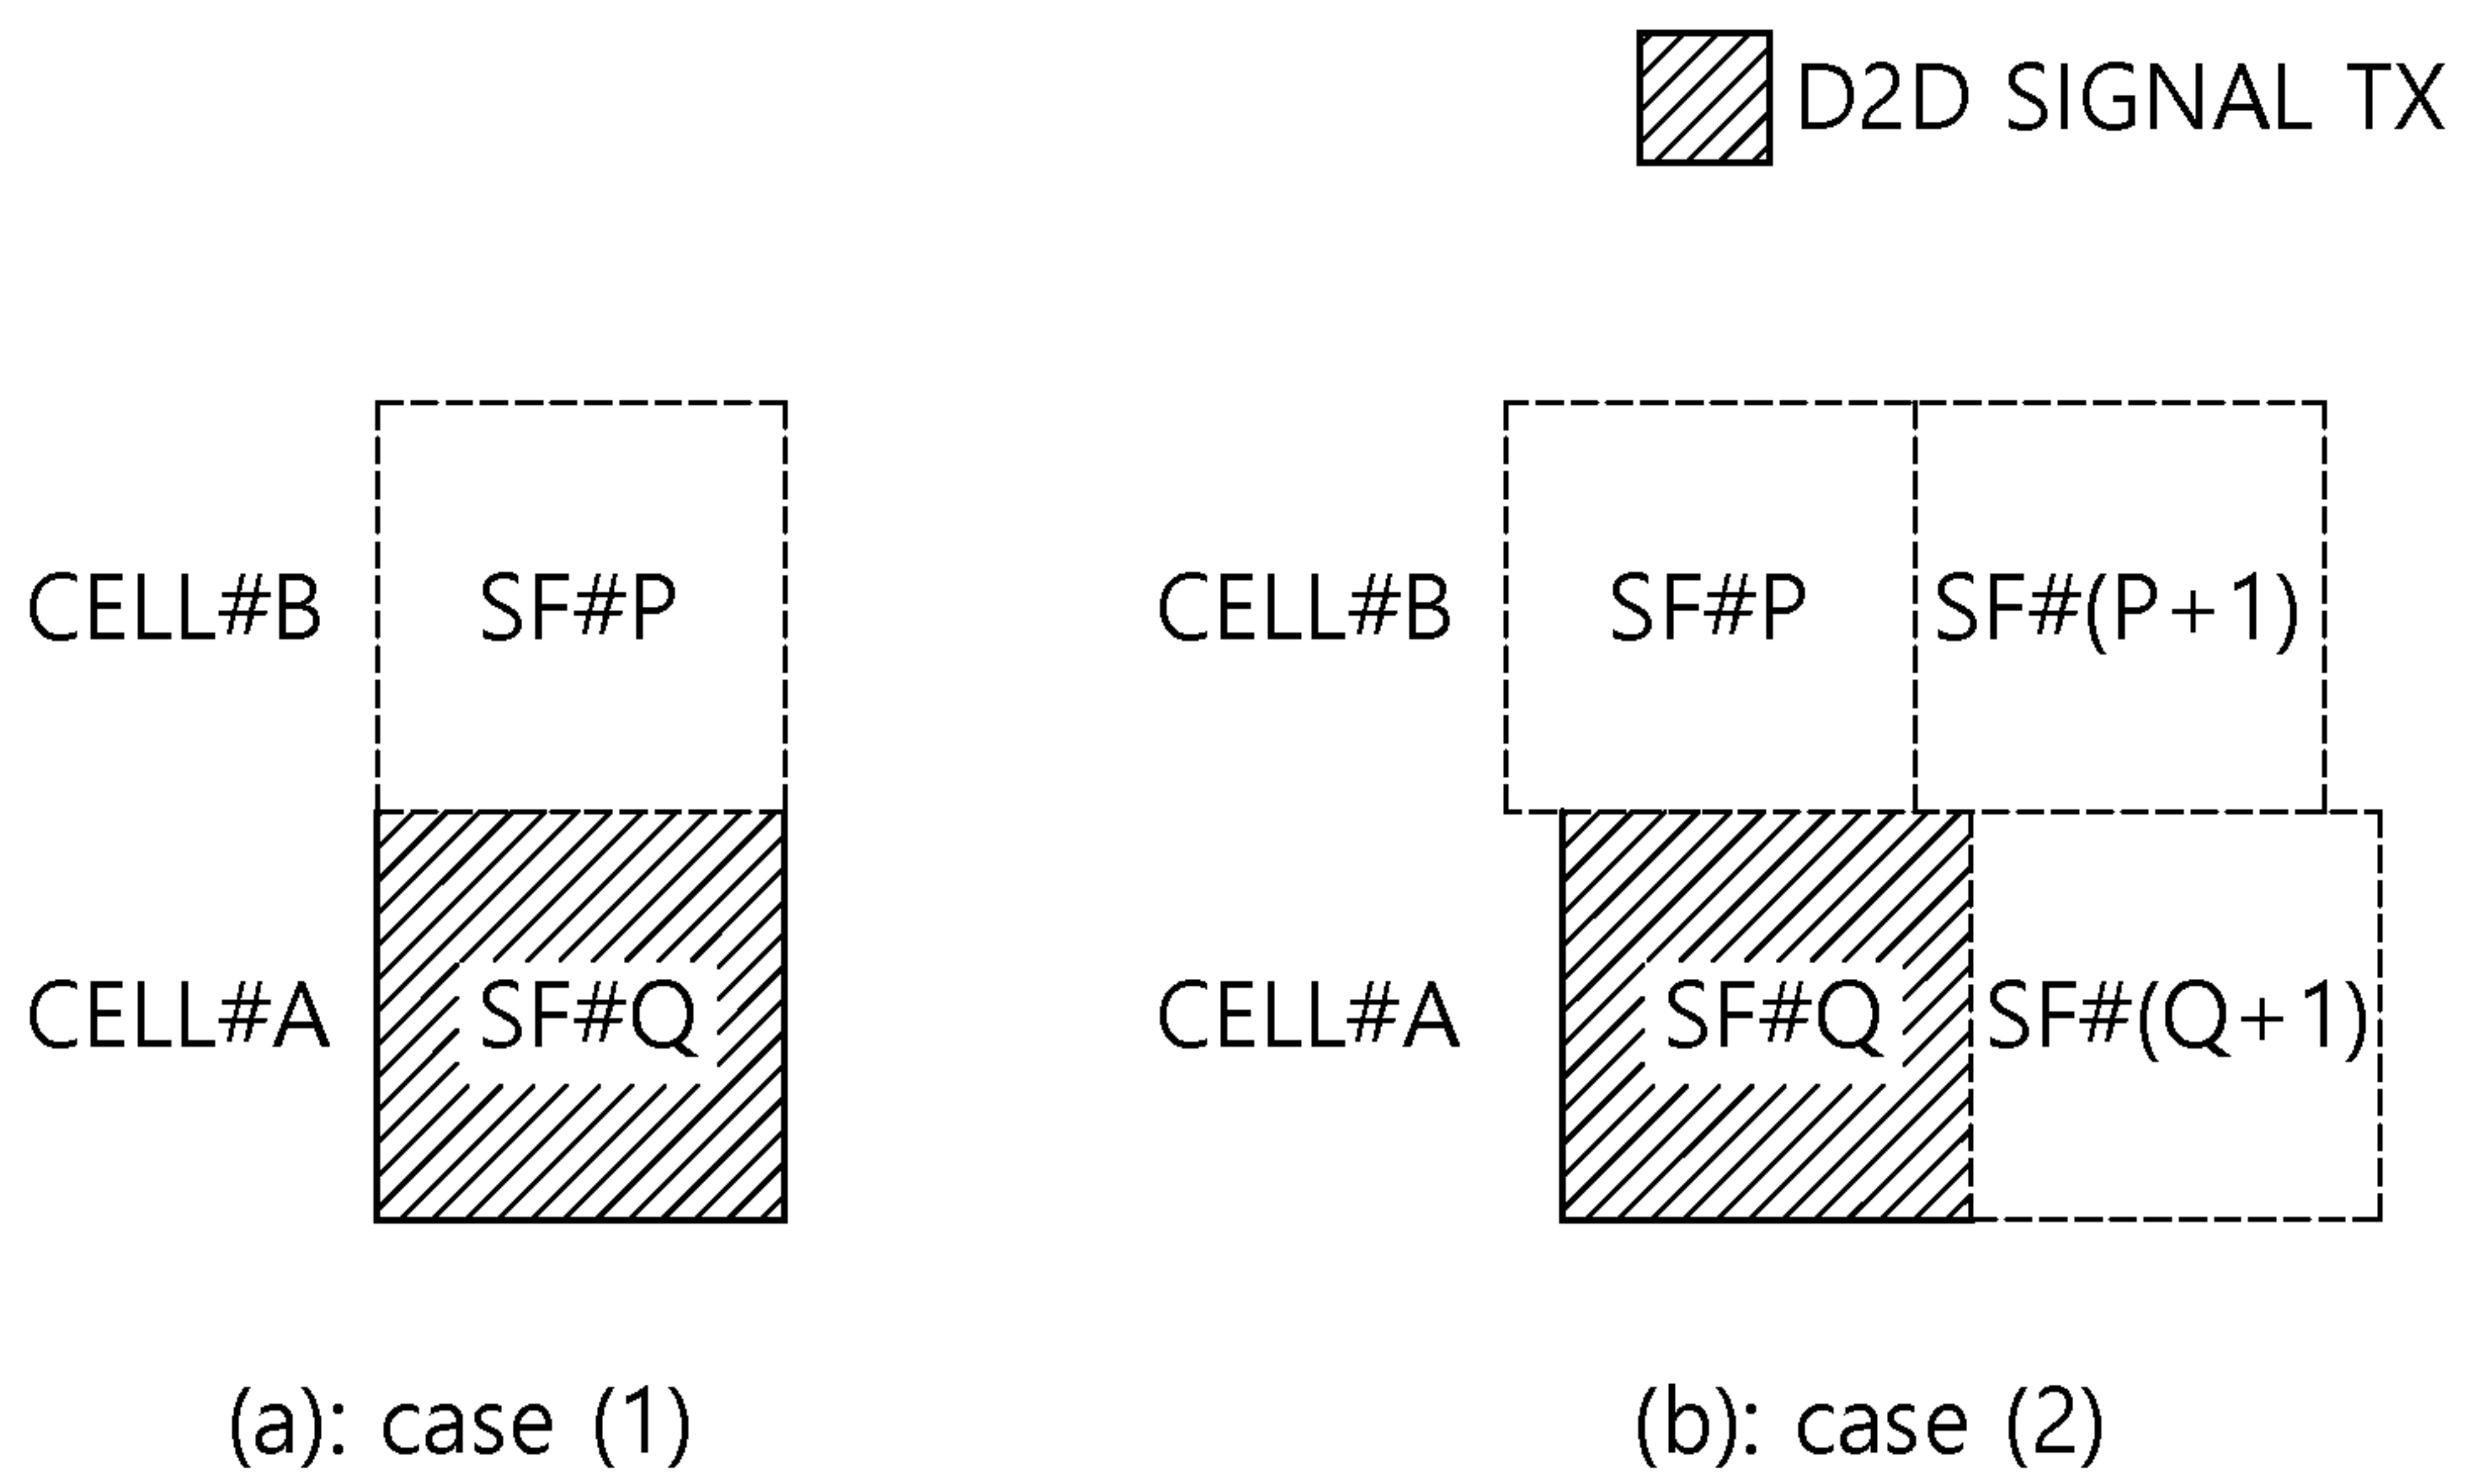 D2D SIGNAL TX
CELL#B SF#P
CELL#A SF#Q
(a): case (1)
CELL#B SF#P SF#(P+1)
CELL#A SF#Q SF#(Q+1)
(b): case (2)